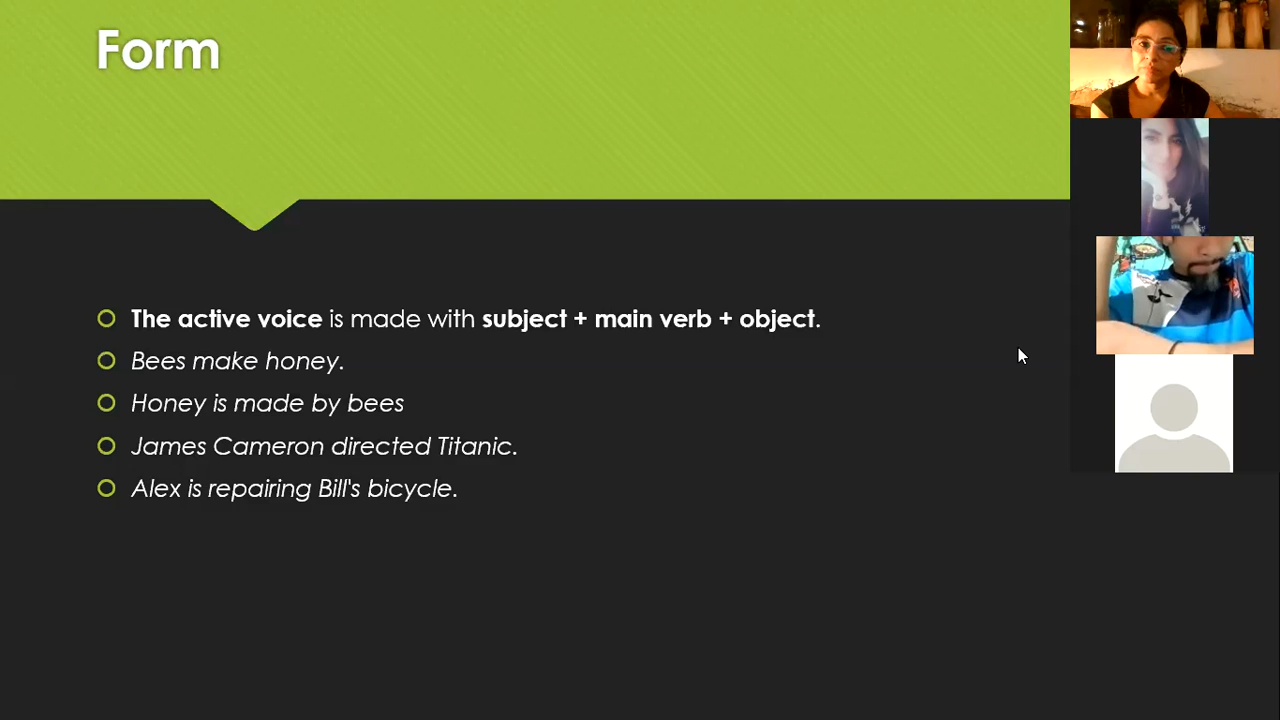 Form
The active voice is made with subject + main verb + object.
Bees make honey.
Honey is made by bees
James Cameron directed Titanic.
Alex is repairing Bill's bicycle.